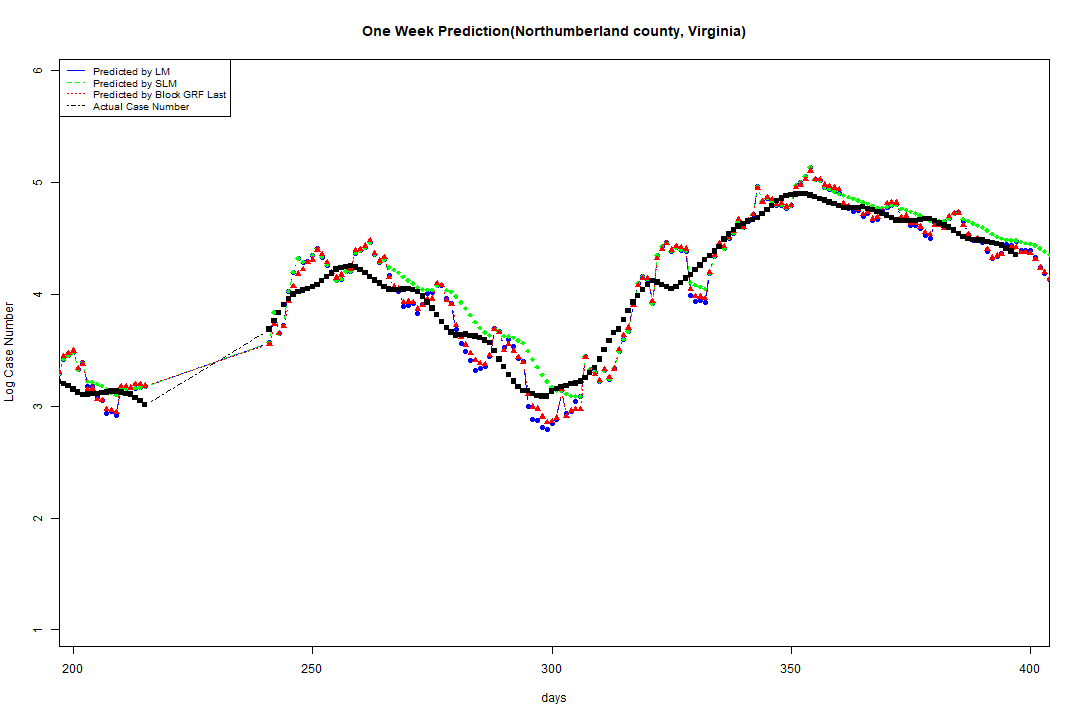 One Week Prediction(Northumberland county, Virginia)
6
Predicted by LM
Predicted by SLM
Predicted by Block GRF Last
Actual Case Number
5
4
3
2
1
Log Case Number
200
250
300
350
400
days